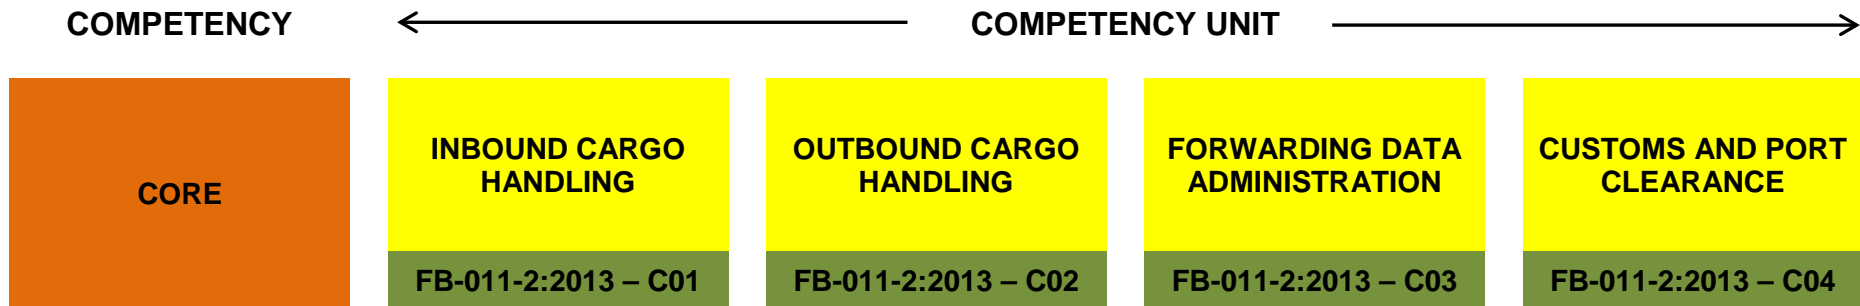 COMPETENCY
COMPETENCY UNIT
CORE
INBOUND CARGO
HANDLING
FB-011-2:2013 – C01
OUTBOUND CARGO
HANDLING
FB-011-2:2013 – C02
FORWARDING DATA
ADMINISTRATION
FB-011-2:2013 – C03
CUSTOMS AND PORT
CLEARANCE
FB-011-2:2013 – C04